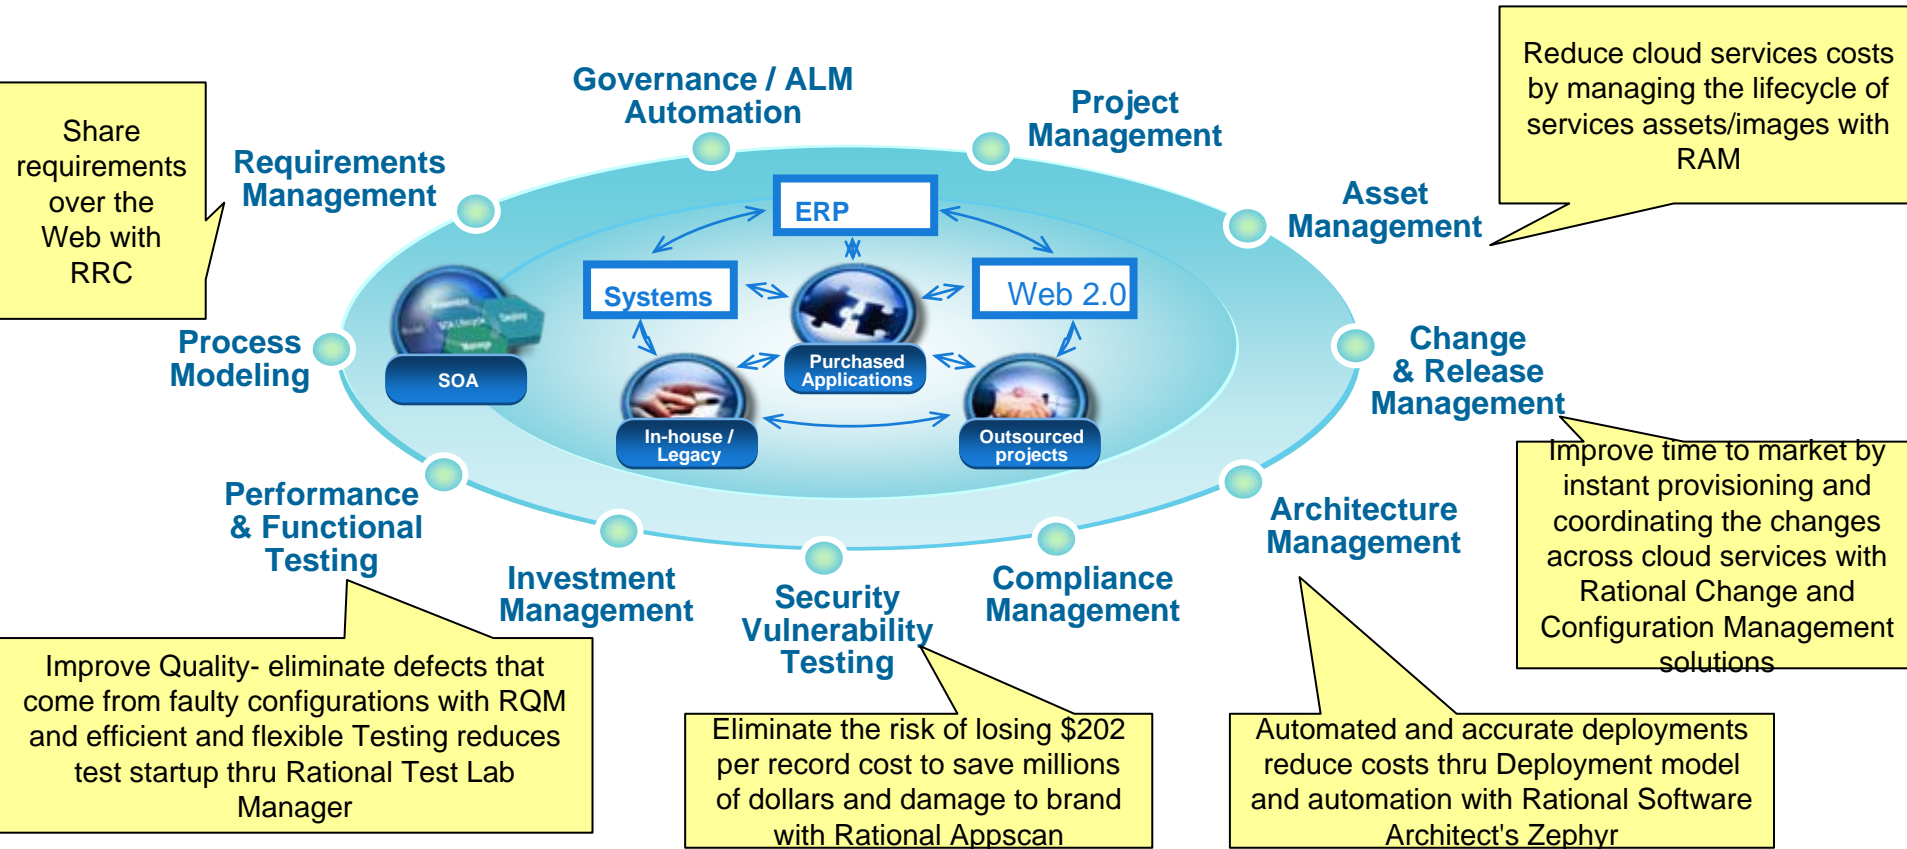 Governance / ALM
Automation
Project
Management
Reduce cloud services costs
by managing the lifecycle of
services assets/images with
RAM
Share
requirements
over the
Web with
RRC
Requirements
Management
Asset
Management
ERP
Systems
Web 2.0
SOA Lifecycle
Deploy
Manage
SOA
Purchased
Applications
In-house /
Legacy
Outsourced
projects
Process
Modeling
Change
& Release
Management
Improve time to market by
instant provisioning and
coordinating the changes
across cloud services with
Rational Change and
Configuration Management
solutions
Performance
& Functional
Testing
Investment
Management
Security
Vulnerability
Testing
Compliance
Management
Architecture
Management
Improve Quality- eliminate defects that
come from faulty configurations with RQM
and efficient and flexible Testing reduces
test startup thru Rational Test Lab
Manager
Eliminate the risk of losing $202
per record cost to save millions
of dollars and damage to brand
with Rational Appscan
Automated and accurate deployments
reduce costs thru Deployment model
and automation with Rational Software
Architect's Zephyr